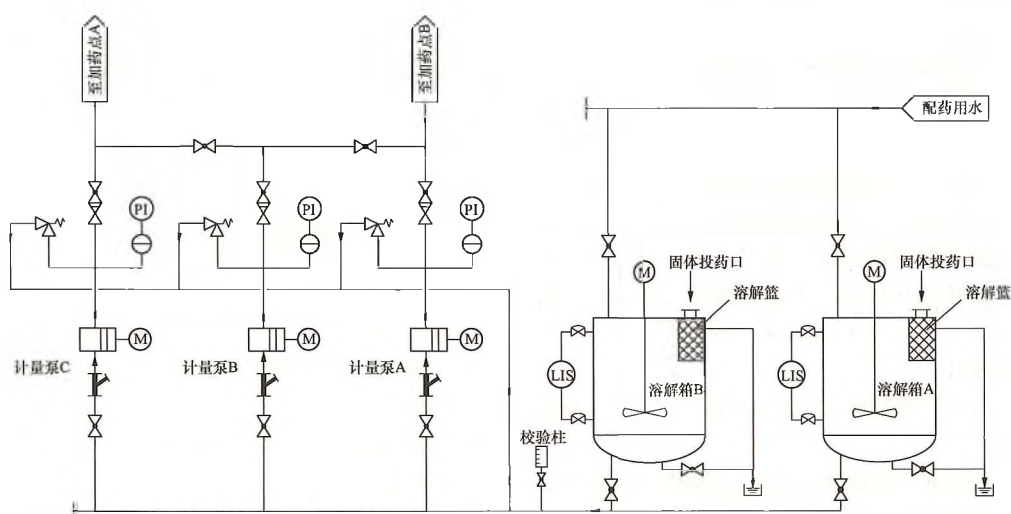 至加药点A
至加药点B
配药用水
PI
PI
PI
M
固体投药口
溶解篮
M
固体投药口
溶解篮
M
M
M
计量泵C
计量泵B
计量泵A
LIS
溶解箱B
LIS
溶解箱A
校验柱